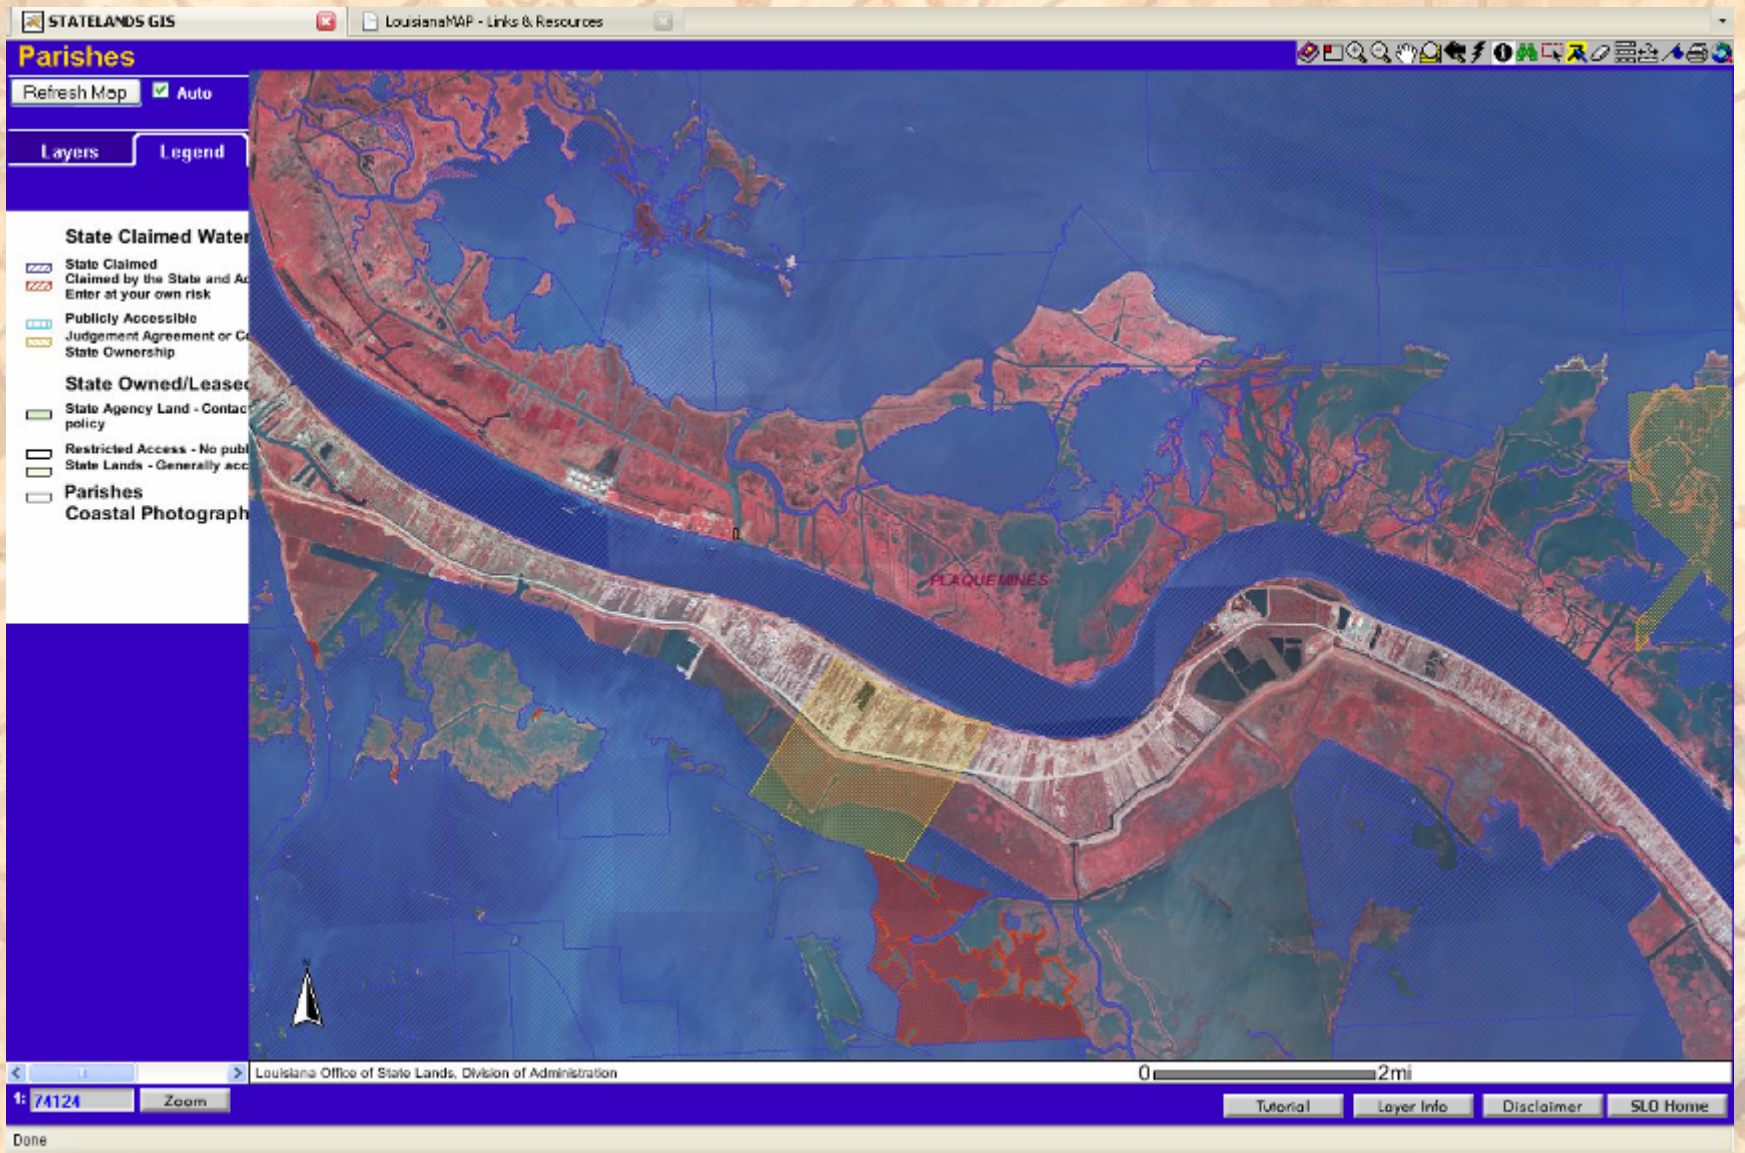 STATELANDS GIS
LouisianaMAP - Links & Resources
Parishes
Refresh Map
Auto
Layers
Legend
State Claimed Water
State Claimed
Claimed by the State and Ac
Enter at your own risk
Publicly Accessible
Judgement Agreement or Co
State Ownership
State Owned/Leased
State Agency Land - Contac
policy
Restricted Access - No publ
State Lands - Generally acc
Parishes
Coastal Photograph
PLAQUEMINES
N
Louisiana Office of State Lands, Division of Administration
0 2mi
1: 74124
Zoom
Tutorial
Layer Info
Disclaimer
SLO Home
Done